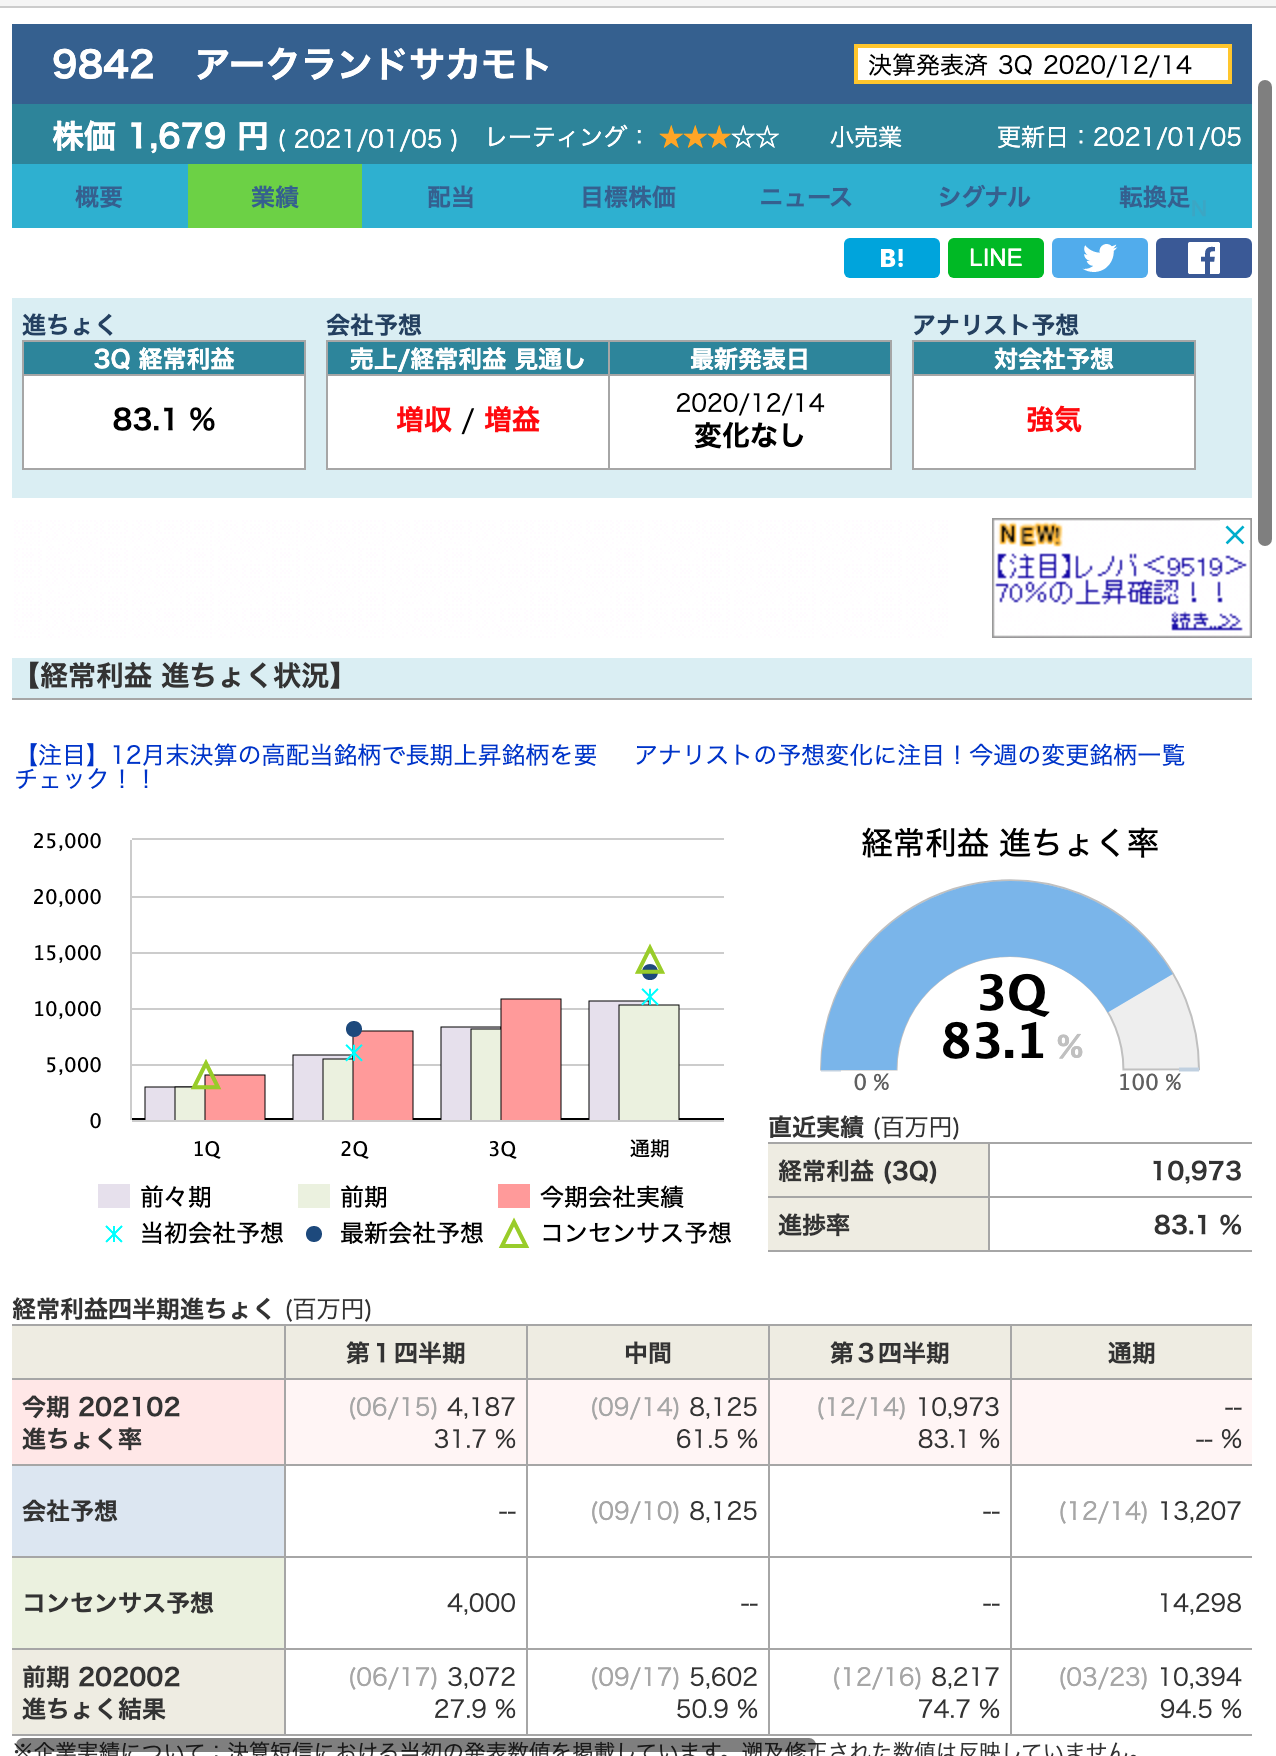 9842 アークランドサカモト
決算発表済 3Q 2020/12/14
株価 1,679 円 ( 2021/01/05 ) レーティング： ★★★☆☆ 小売業 更新日：2021/01/05
概要 業績 配当 目標株価 ニュース シグナル 転換足
B! LINE
進ちょく 会社予想 アナリスト予想
3Q 経常利益 売上/経常利益 見通し 最新発表日 対会社予想
83.1 % 増収 / 増益 2020/12/14 強気
変化なし
NEW!
【注目】レノバ<9519>
70%の上昇確認！！
続き..>>
【経常利益 進ちょく状況】
【注目】12月末決算の高配当銘柄で長期上昇銘柄を要
チェック！！
アナリストの予想変化に注目！今週の変更銘柄一覧
25,000
20,000
15,000
10,000
5,000
0
1Q 2Q 3Q 通期
前々期 前期 今期会社実績
当初会社予想 最新会社予想 コンセンサス予想
経常利益 進ちょく率
3Q
83.1 %
0 % 100 %
直近実績 (百万円)
経常利益 (3Q) 10,973
進捗率 83.1 %
経常利益四半期進ちょく (百万円)
第１四半期 中間 第３四半期 通期
今期 202102 (06/15) 4,187 (09/14) 8,125 (12/14) 10,973 --
進ちょく率 31.7 % 61.5 % 83.1 % -- %
会社予想 -- (09/10) 8,125 -- (12/14) 13,207
コンセンサス予想 4,000 -- -- 14,298
前期 202002 (06/17) 3,072 (09/17) 5,602 (12/16) 8,217 (03/23) 10,394
進ちょく結果 27.9 % 50.9 % 74.7 % 94.5 %
※企業実績について：決算短信における当初の発表数値を掲載しています。遡及修正された数値は反映していません。